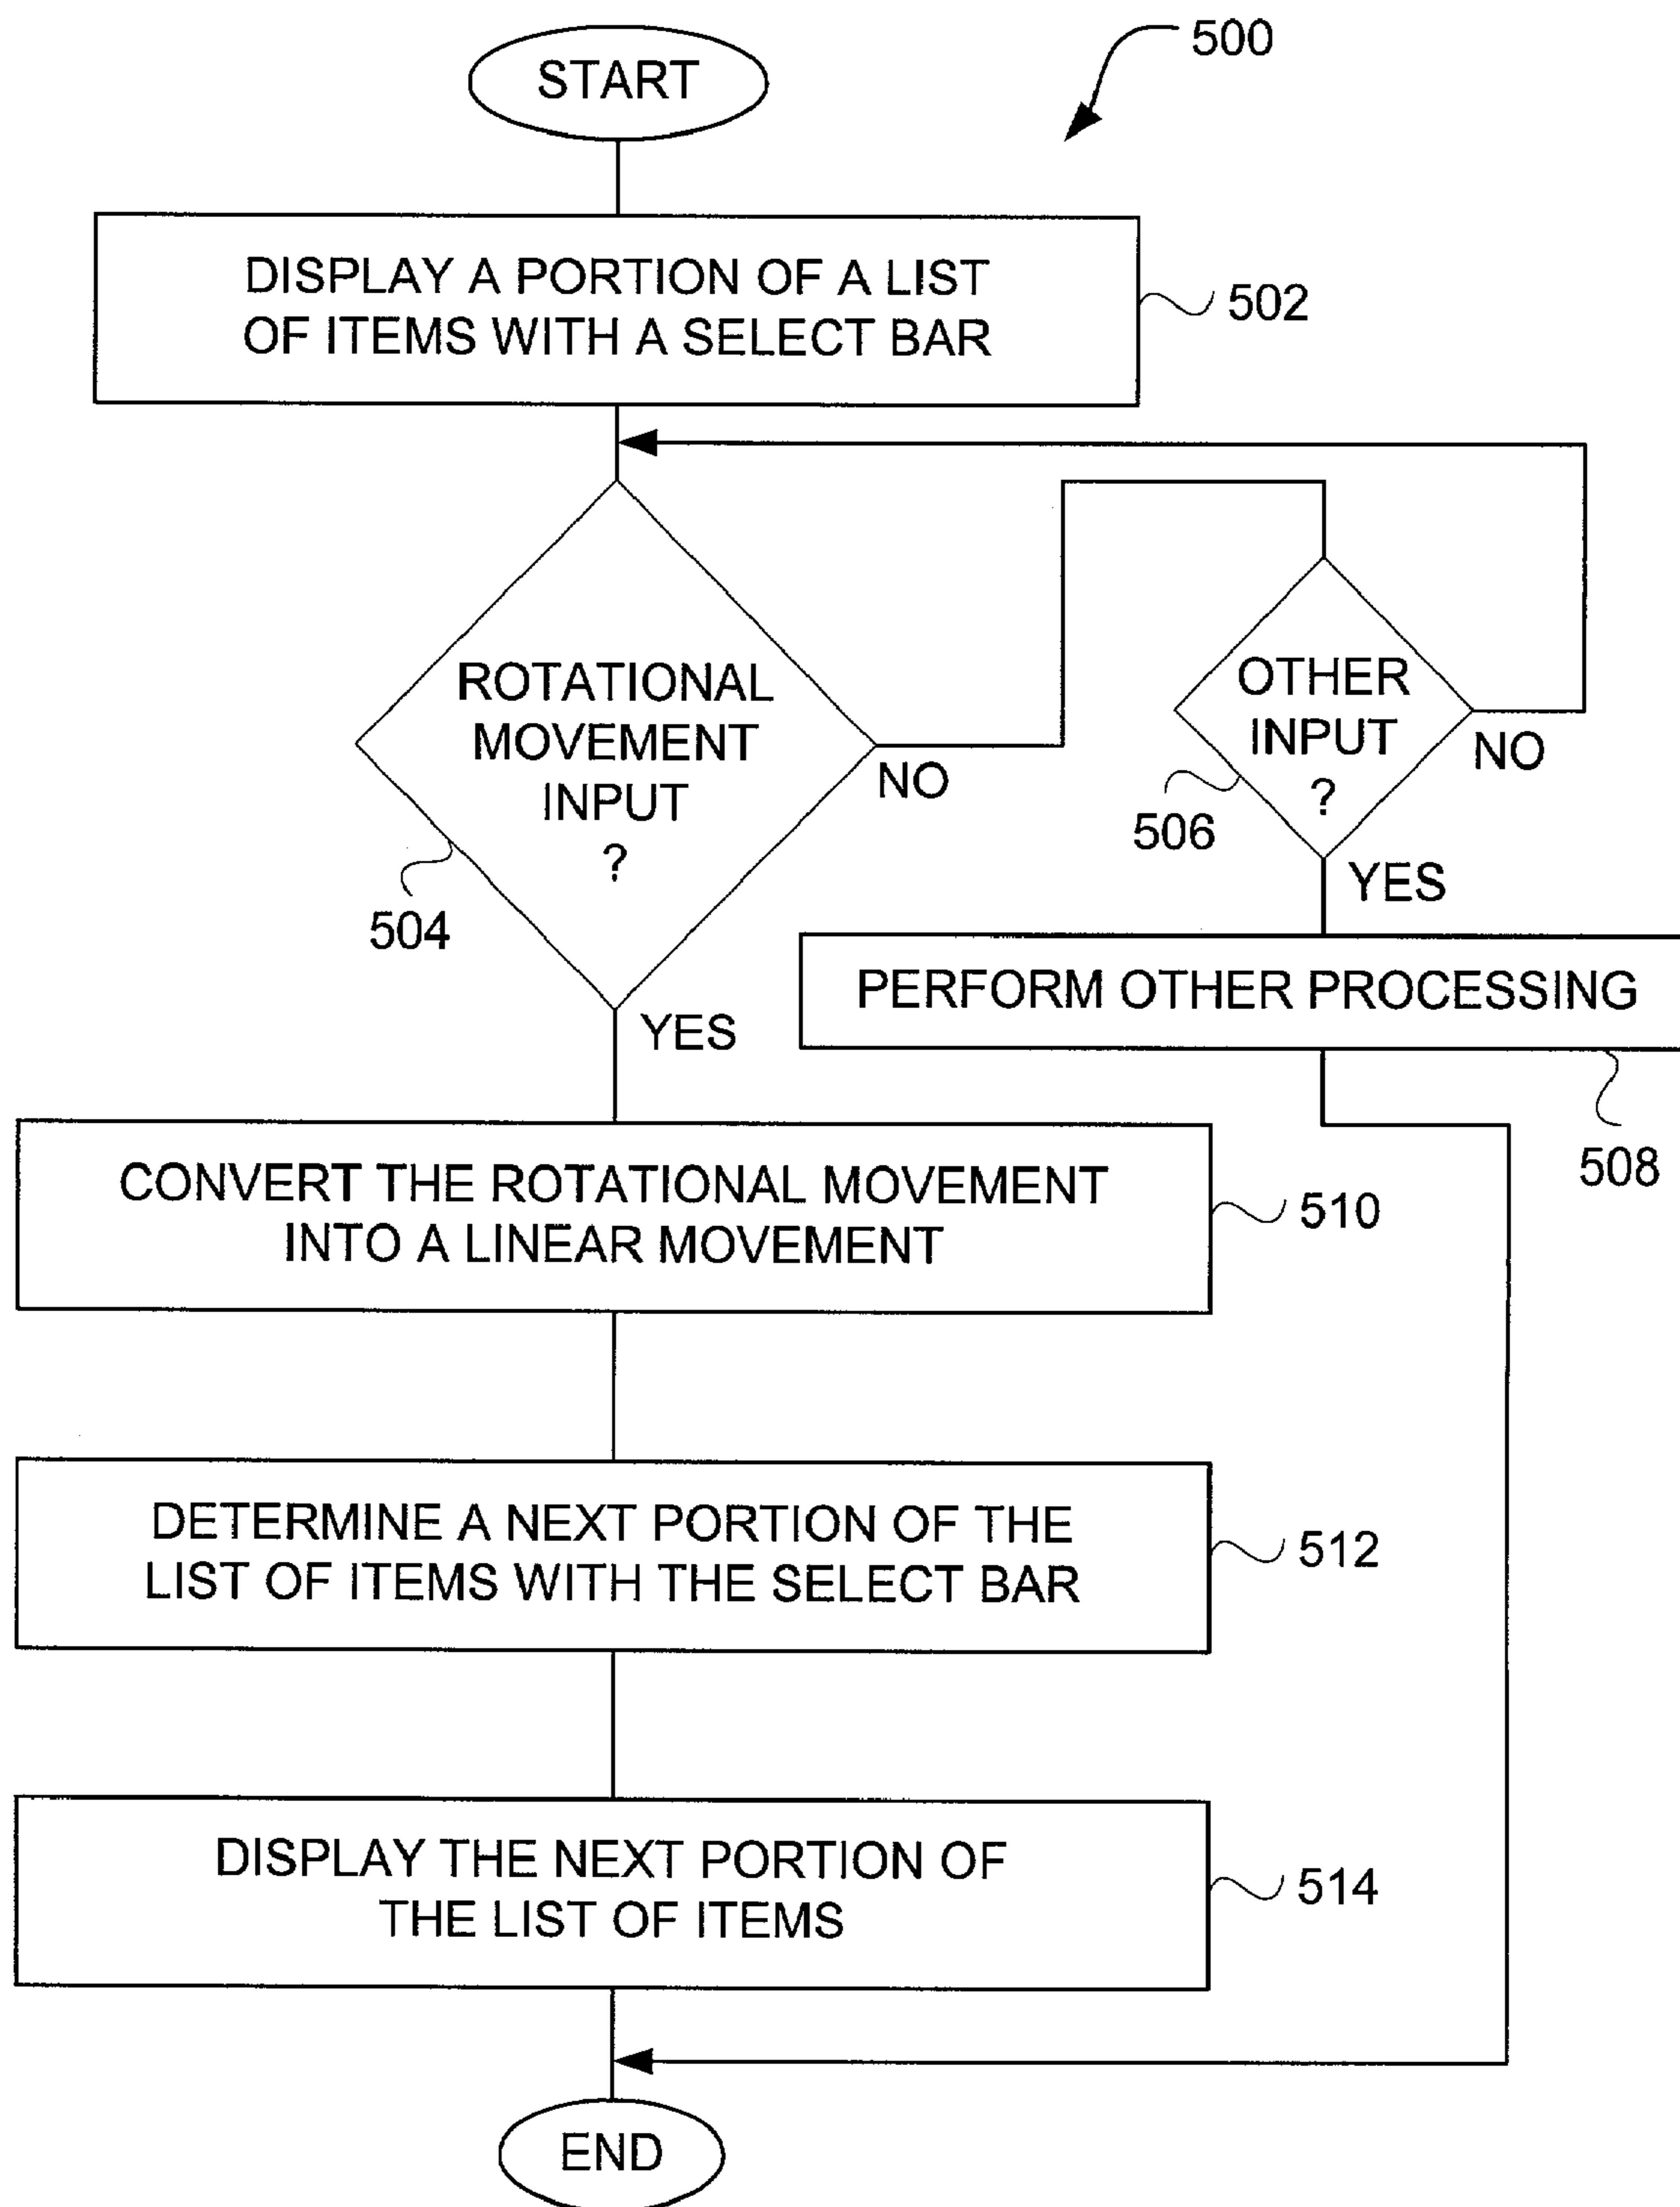 START
500
DISPLAY A PORTION OF A LIST
OF ITEMS WITH A SELECT BAR
502
ROTATIONAL
MOVEMENT
INPUT
?
504
NO
OTHER
INPUT
?
506
NO
YES
PERFORM OTHER PROCESSING
508
YES
CONVERT THE ROTATIONAL MOVEMENT
INTO A LINEAR MOVEMENT
510
DETERMINE A NEXT PORTION OF THE
LIST OF ITEMS WITH THE SELECT BAR
512
DISPLAY THE NEXT PORTION OF
THE LIST OF ITEMS
514
END